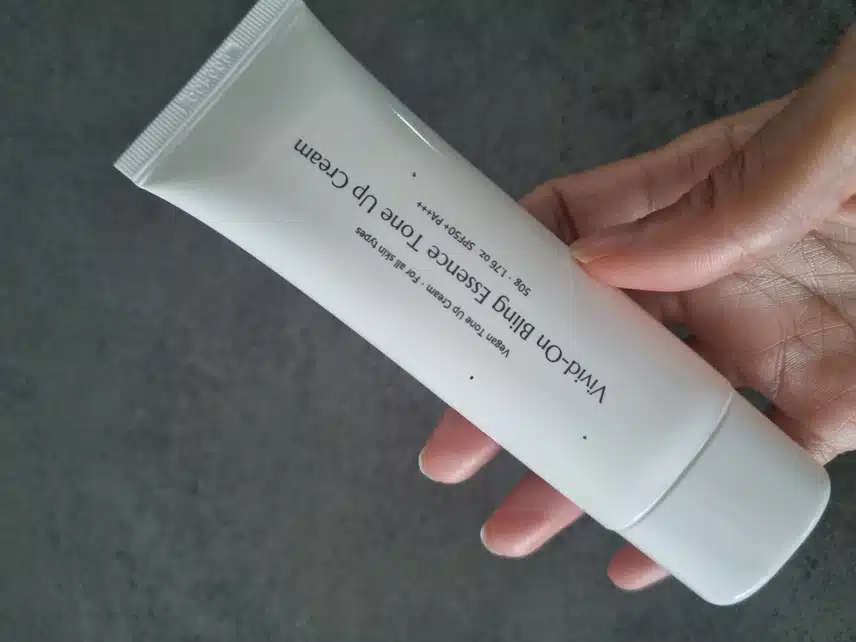 Vegan Tone Up Cream · For all skin types
Vivid-On Bling Essence Tone Up Cream
50g · 1.76 oz  SPF50+ PA+++